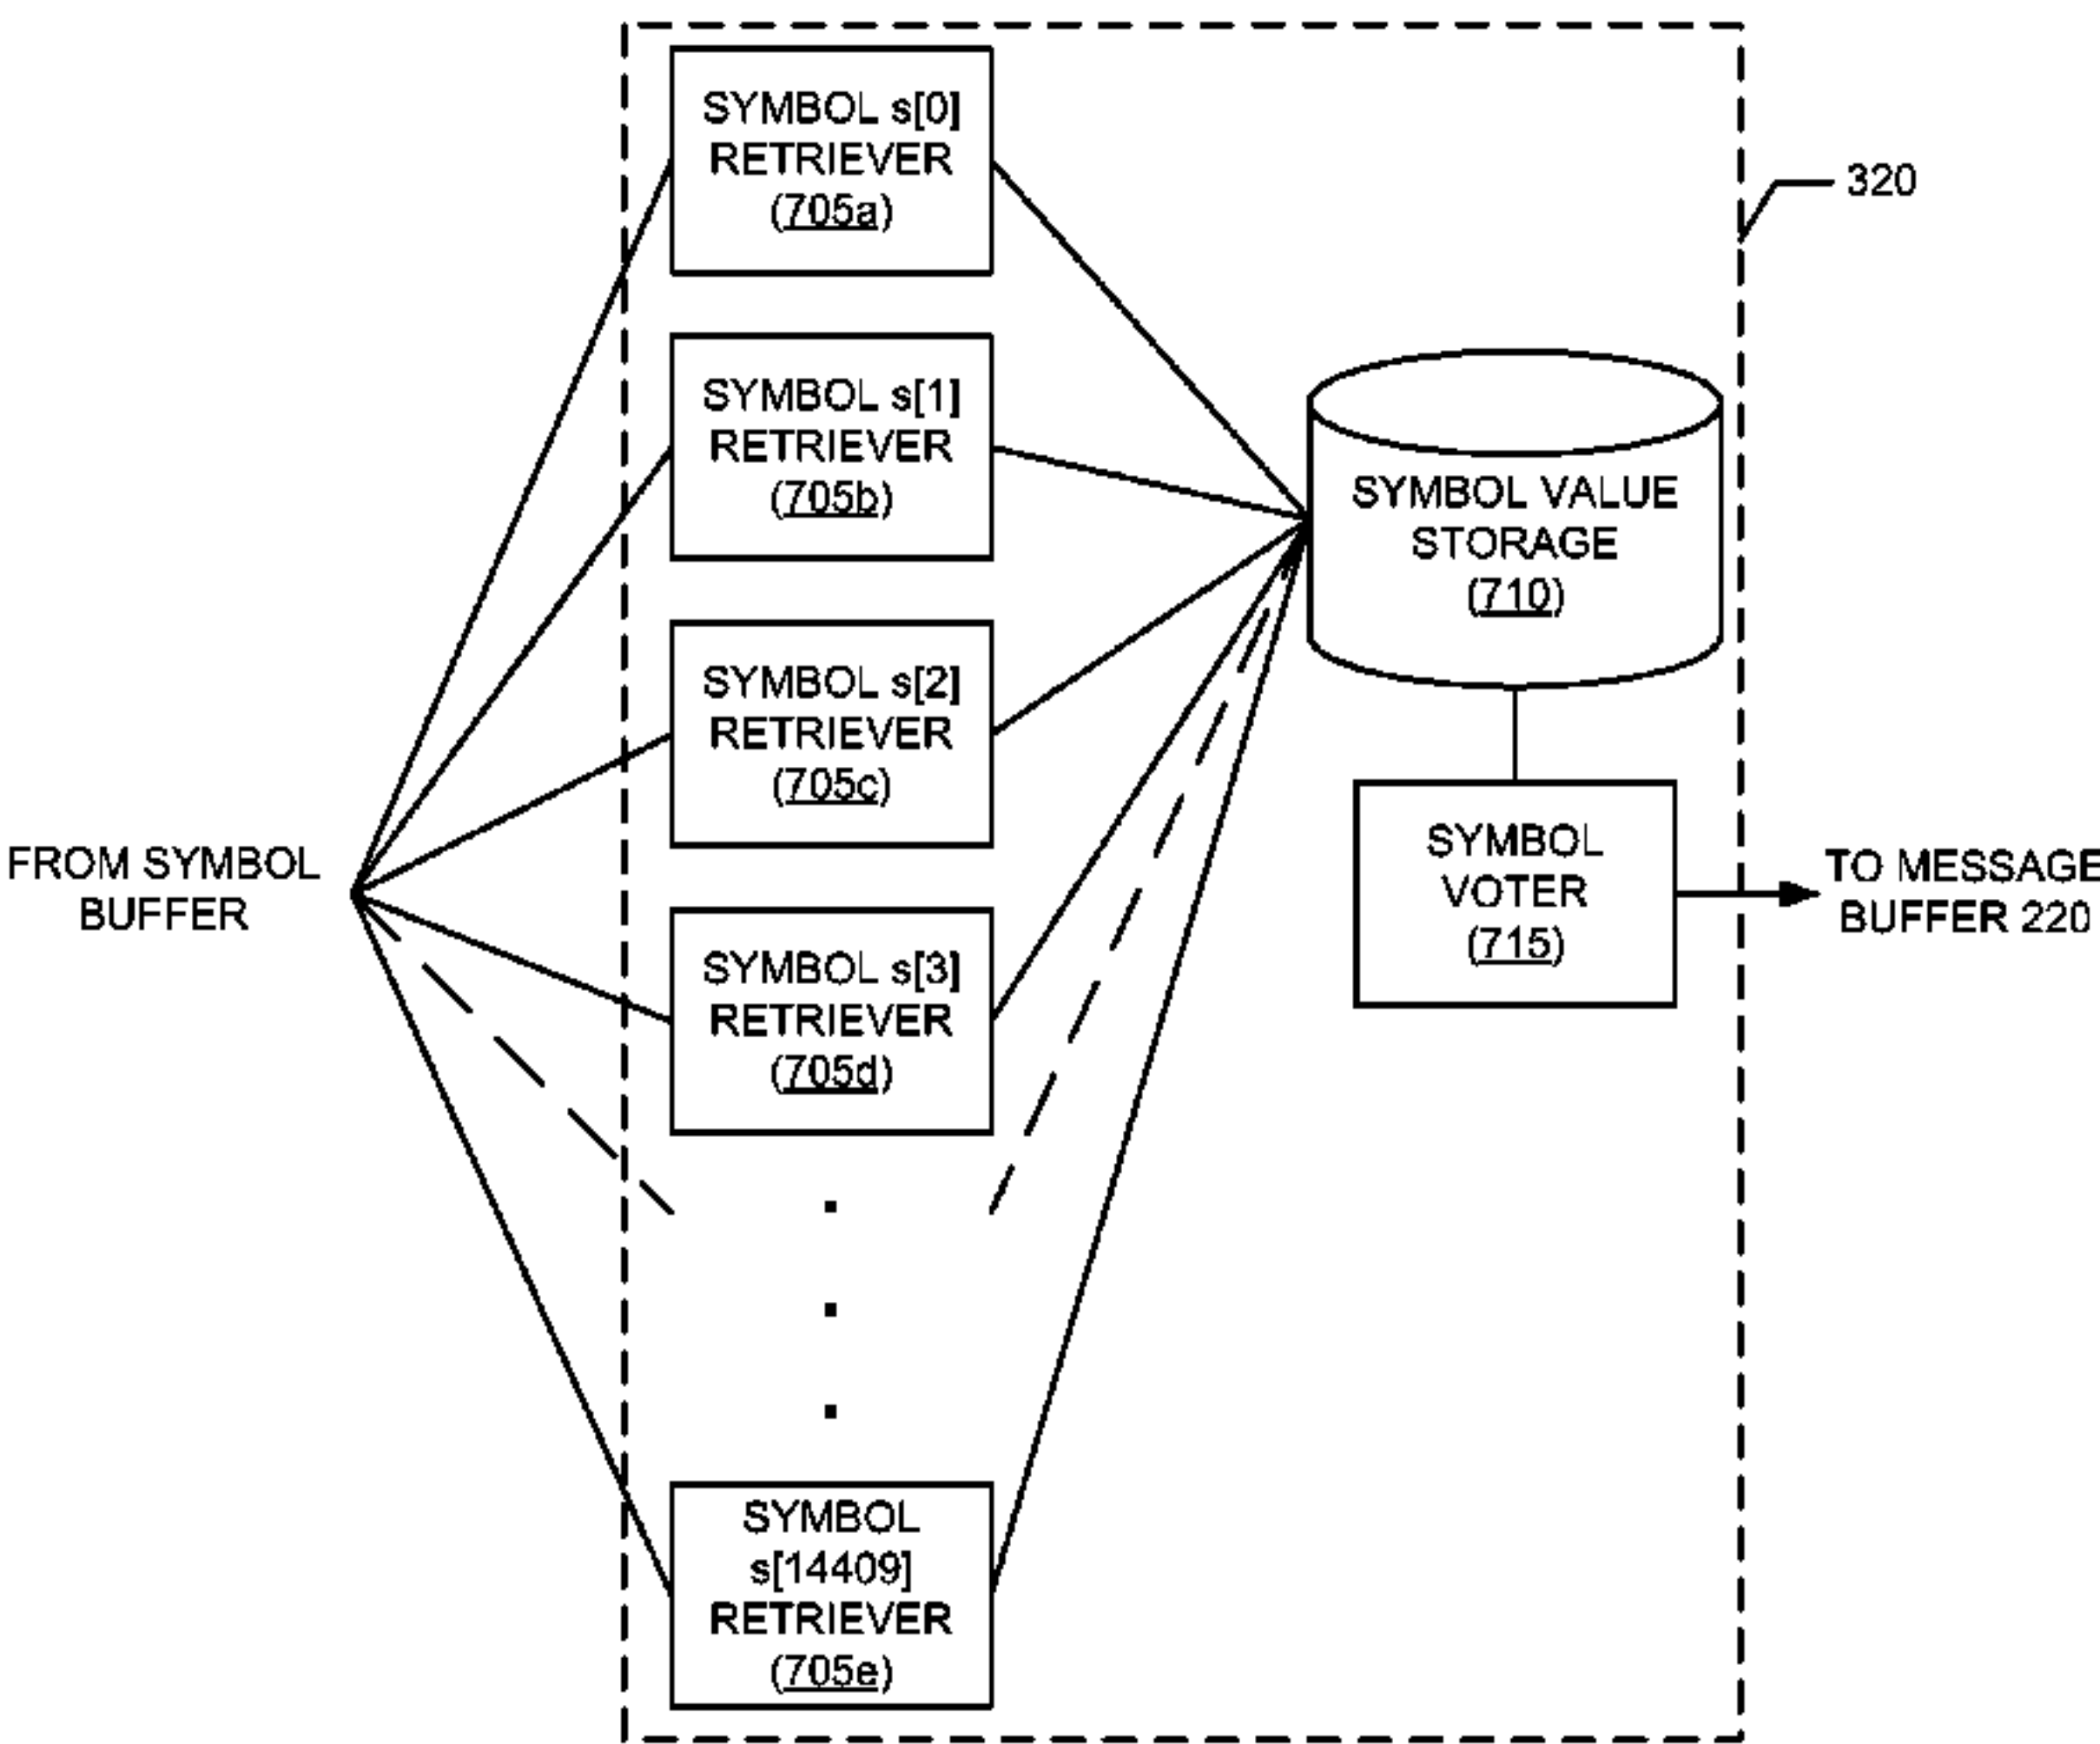 SYMBOL s[0]
RETRIEVER
(705a)
320
SYMBOL s[1]
RETRIEVER
(705b)
SYMBOL VALUE
STORAGE
(710)
SYMBOL s[2]
RETRIEVER
(705c)
FROM SYMBOL
BUFFER
SYMBOL
VOTER
(715)
TO MESSAGE
BUFFER 220
SYMBOL s[3]
RETRIEVER
(705d)
SYMBOL
s[14409]
RETRIEVER
(705e)